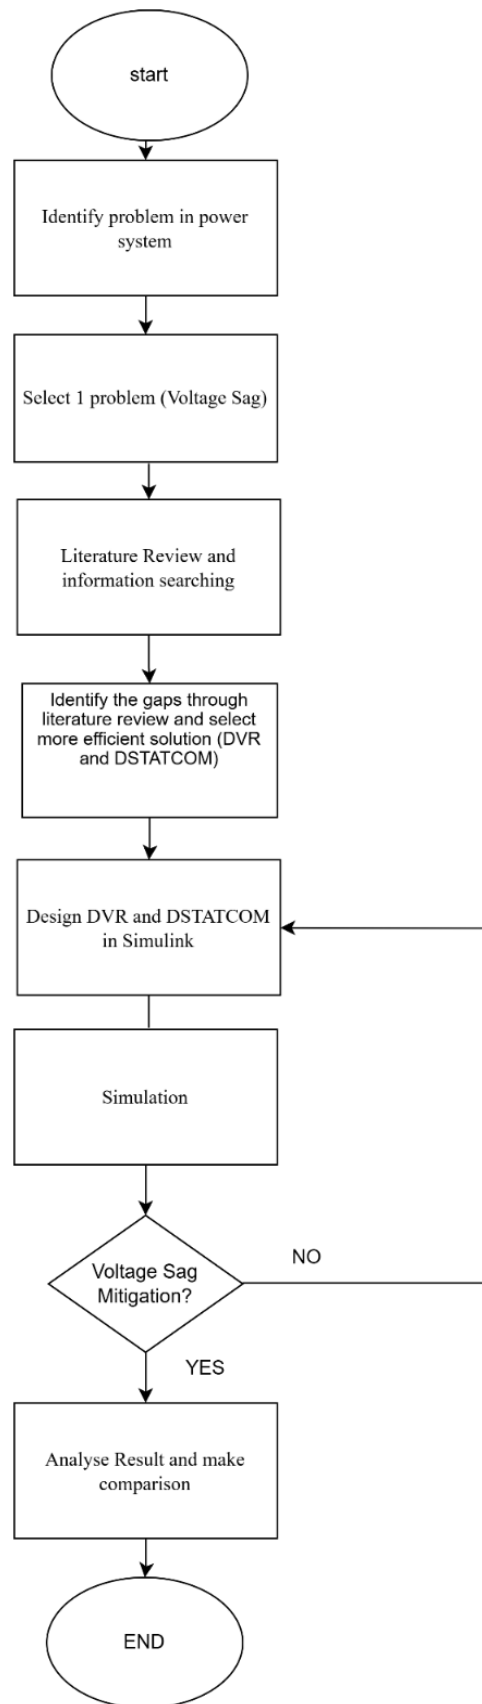 start
Identify problem in power
system
Select 1 problem (Voltage Sag)
Literature Review and
information searching
Identify the gaps through
literature review and select
more efficient solution (DVR
and DSTATCOM)
Design DVR and DSTATCOM
in Simulink
Simulation
Voltage Sag
Mitigation?
NO
YES
Analyse Result and make
comparison
END